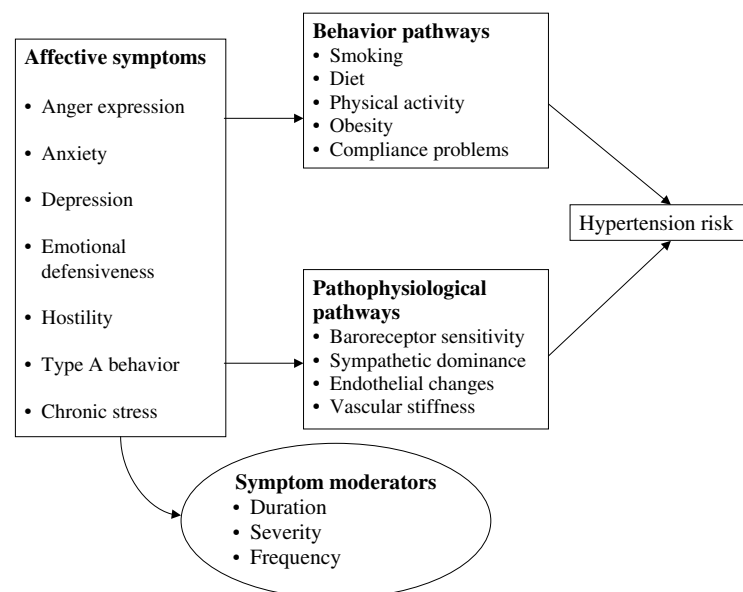 Affective symptoms
• Anger expression
• Anxiety
• Depression
• Emotional
defensiveness
• Hostility
• Type A behavior
• Chronic stress
Behavior pathways
• Smoking
• Diet
• Physical activity
• Obesity
• Compliance problems
Pathophysiological
pathways
• Baroreceptor sensitivity
• Sympathetic dominance
• Endothelial changes
• Vascular stiffness
Hypertension risk
Symptom moderators
• Duration
• Severity
• Frequency